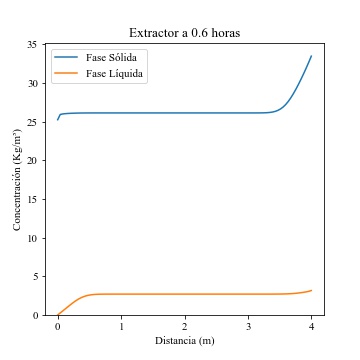 Extractor a 0.6 horas
Fase Sólida
Fase Líquida
Concentración (Kg/m³)
35
30
25
20
15
10
5
0
0 1 2 3 4
Distancia (m)